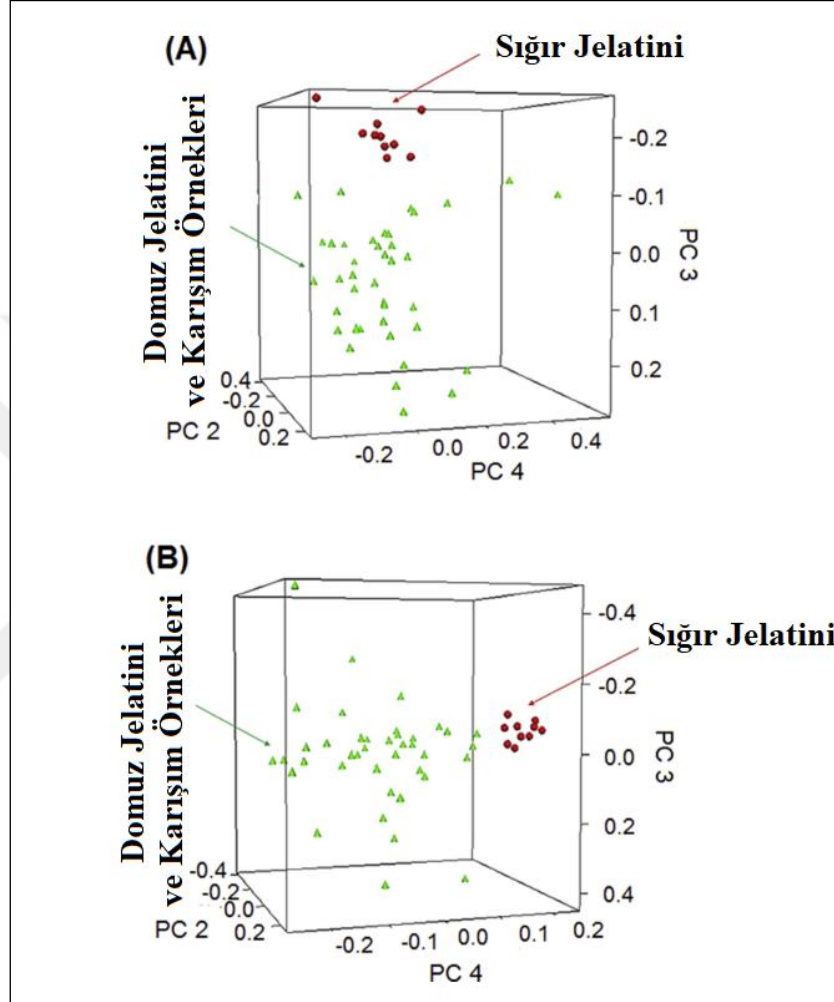 (A)
Sığır Jelatini
Domuz Jelatini
ve Karışım Örnekleri
-0.2
-0.1
0.0
0.1
0.2
PC 3
0.4
-0.2
0.0
0.2
PC 2
-0.2
0.0
0.2
0.4
PC 4
(B)
Sığır Jelatini
Domuz Jelatini
ve Karışım Örnekleri
-0.4
-0.2
0.0
0.2
0.4
PC 3
-0.4
-0.2
-0.0
0.2
PC 2
-0.2
-0.1
0.0
0.1
0.2
PC 4